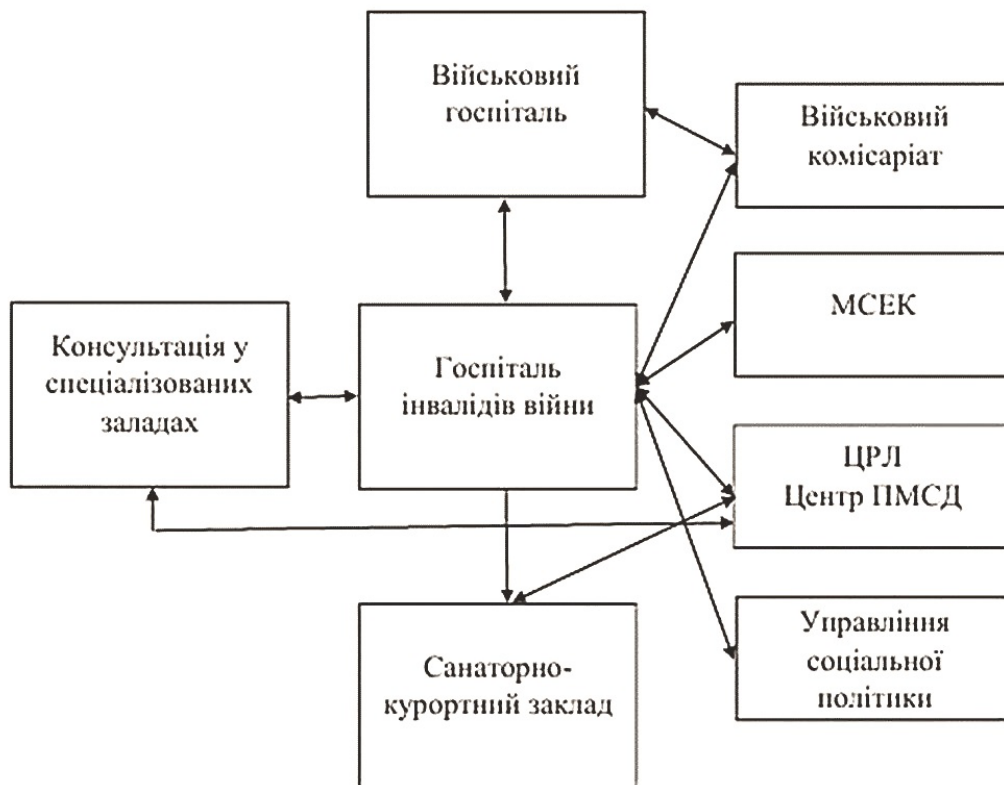 Військовий
госпіталь
Військовий
комісаріат
МСЕК
Консультація у
спеціалізованих
заладах
Госпіталь
інвалідів війни
ЦРЛ
Центр ПМСД
Управління
соціальної
політики
Санаторно-
курортний заклад